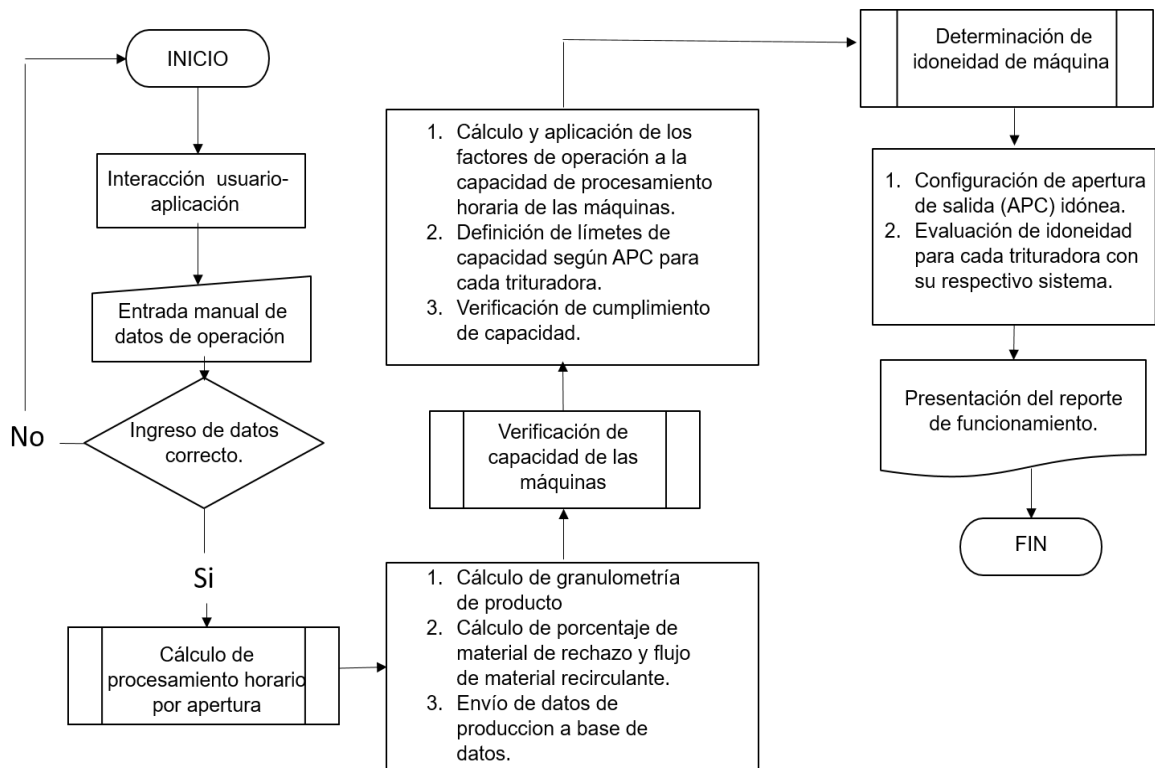 INICIO
Interacción usuario-
aplicación
Entrada manual de
datos de operación
Ingreso de datos
correcto.
No
Si
Cálculo de
procesamiento horario
por apertura
1. Cálculo de granulometría
de producto
2. Cálculo de porcentaje de
material de rechazo y flujo
de material recirculante.
3. Envío de datos de
produccion a base de
datos.
Verificación de
capacidad de las
máquinas
1. Cálculo y aplicación de los
factores de operación a la
capacidad de procesamiento
horaria de las máquinas.
2. Definición de límetes de
capacidad según APC para
cada trituradora.
3. Verificación de cumplimiento
de capacidad.
Determinación de
idoneidad de máquina
1. Configuración de apertura
de salida (APC) idónea.
2. Evaluación de idoneidad
para cada trituradora con
su respectivo sistema.
Presentación del reporte
de funcionamiento.
FIN